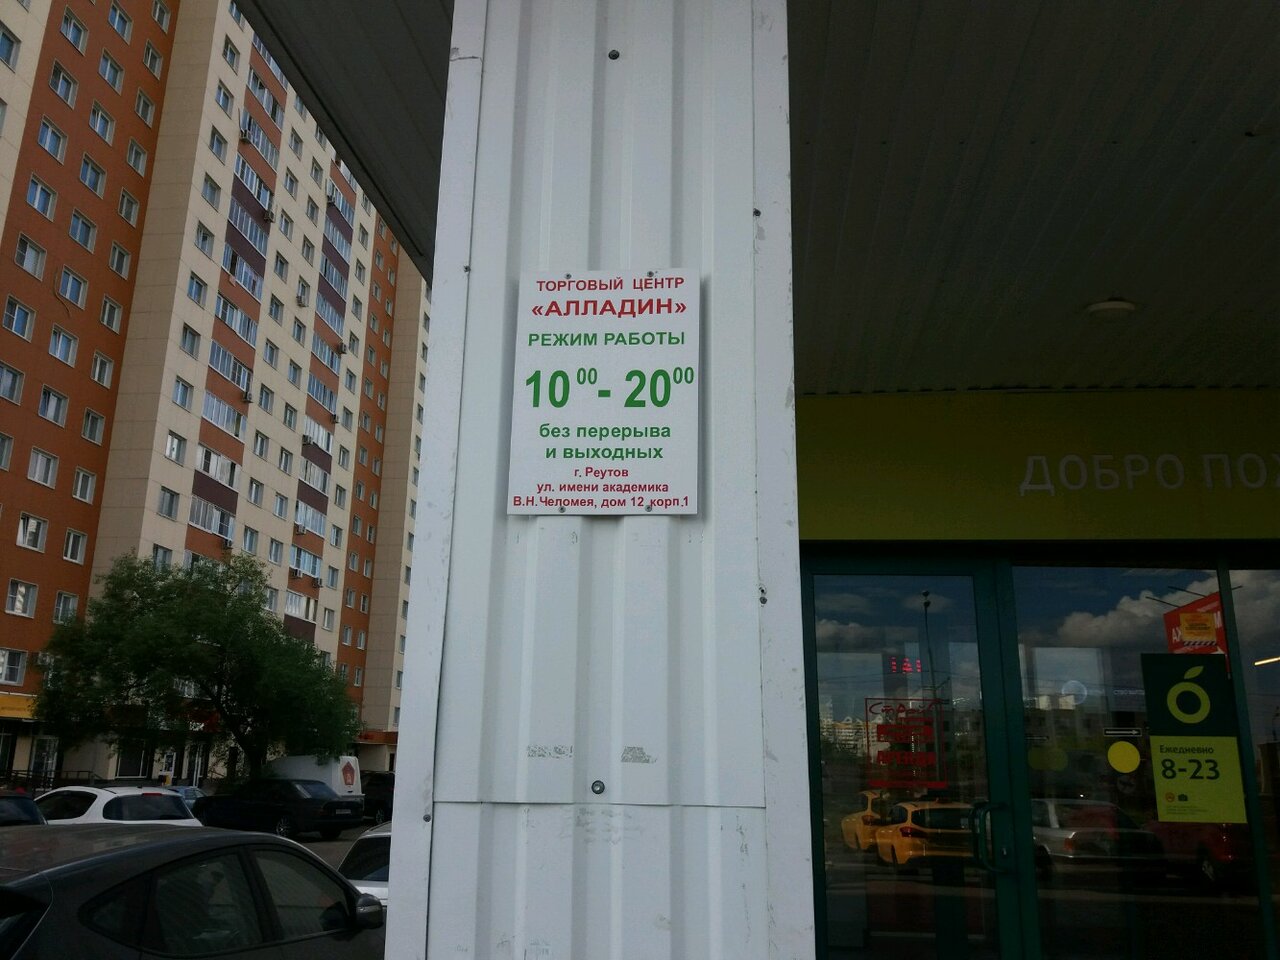 ТОРГОВЫЙ ЦЕНТР
«АЛЛАДИН»
РЕЖИМ РАБОТЫ
10⁰⁰ - 20⁰⁰
без перерыва
и выходных
г. Реутов
ул. имени академика
В.Н. Челомея, дом 12 корп.1
ДОБРО ПОЖ
Ежедневно
8-23